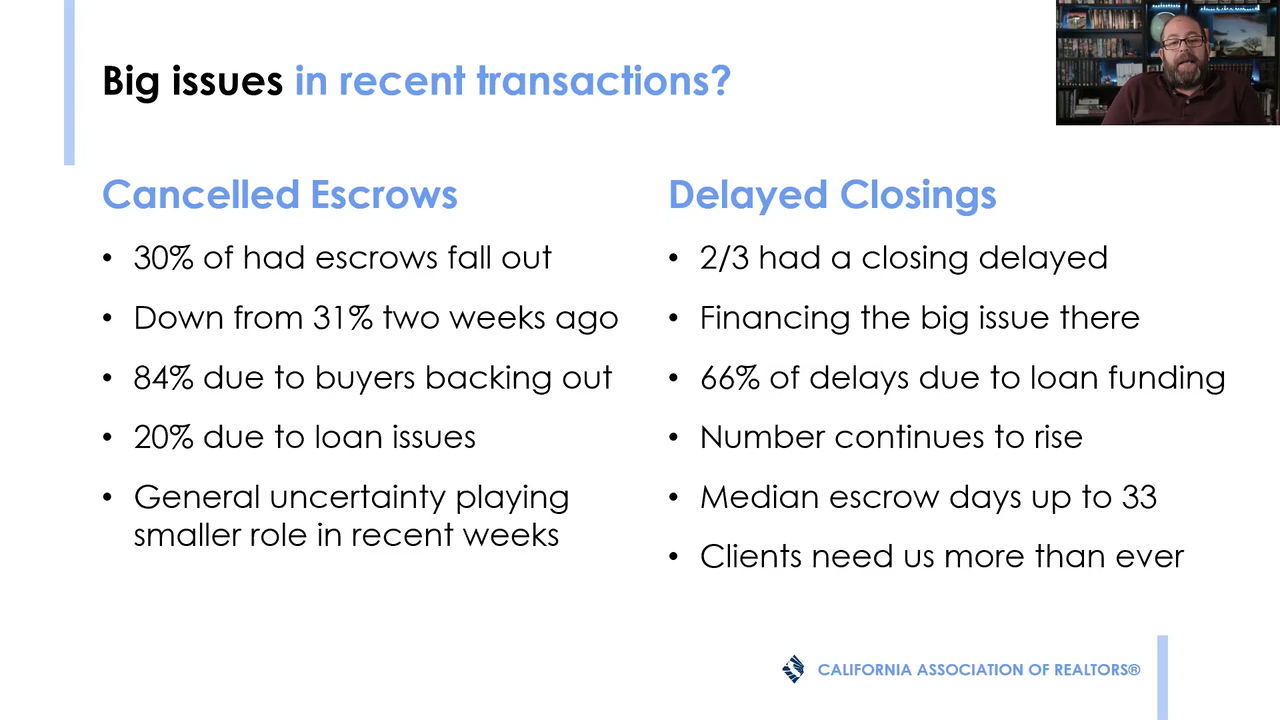 Big issues in recent transactions?
Cancelled Escrows
• 30% of had escrows fall out
• Down from 31% two weeks ago
• 84% due to buyers backing out
• 20% due to loan issues
• General uncertainty playing
smaller role in recent weeks
Delayed Closings
• 2/3 had a closing delayed
• Financing the big issue there
• 66% of delays due to loan funding
• Number continues to rise
• Median escrow days up to 33
• Clients need us more than ever
CALIFORNIA ASSOCIATION OF REALTORS®